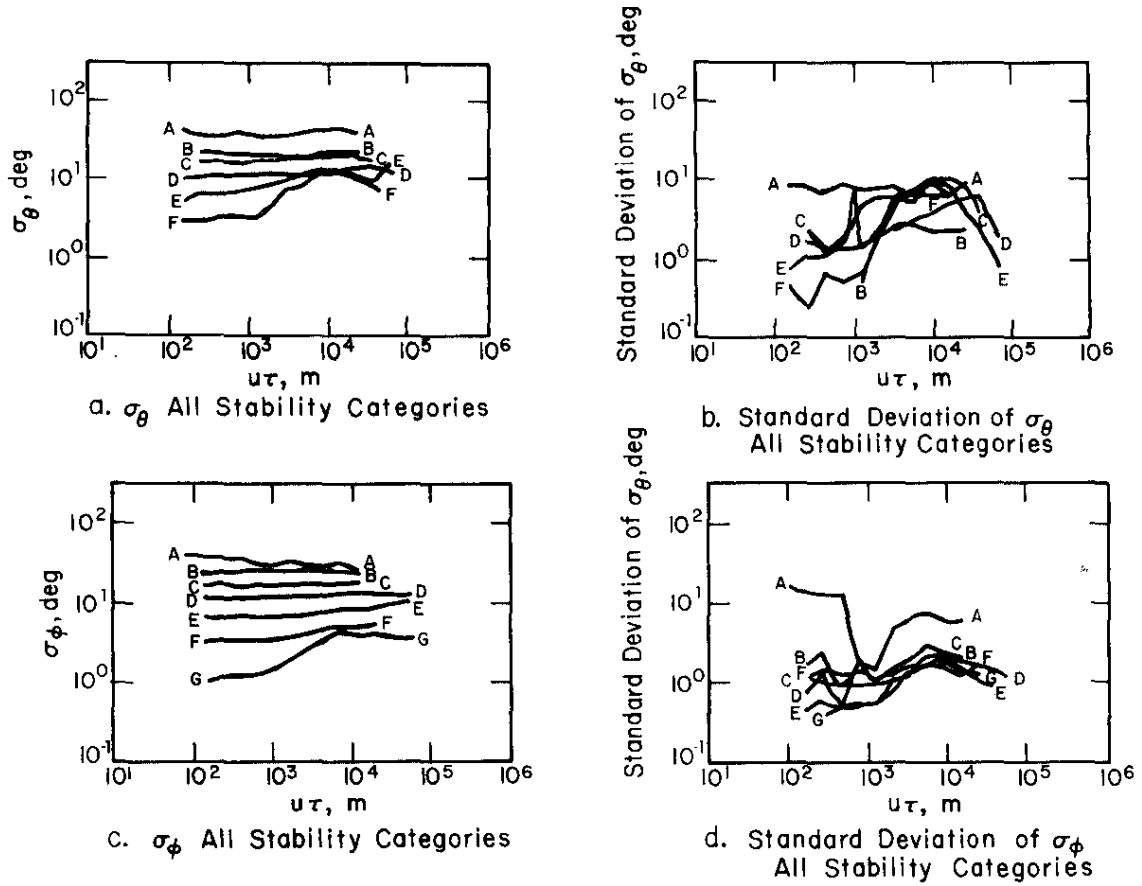 σθ, deg
10² 10¹ 10⁰ 10⁻¹
A B C D E F
A B C E D F
10¹ 10² 10³ 10⁴ 10⁵ 10⁶
uτ, m
a. σθ All Stability Categories
Standard Deviation of σθ, deg
10² 10¹ 10⁰ 10⁻¹
A C D E F B
F A C B D E
10¹ 10² 10³ 10⁴ 10⁵ 10⁶
uτ, m
b. Standard Deviation of σθ
All Stability Categories
σϕ, deg
10² 10¹ 10⁰ 10⁻¹
A B C D E F G
A B C D E F G
10¹ 10² 10³ 10⁴ 10⁵ 10⁶
uτ, m
c. σϕ All Stability Categories
Standard Deviation of σθ, deg
10² 10¹ 10⁰ 10⁻¹
A B F C D E G
A C B F G D E
10¹ 10² 10³ 10⁴ 10⁵ 10⁶
uτ, m
d. Standard Deviation of σϕ
All Stability Categories